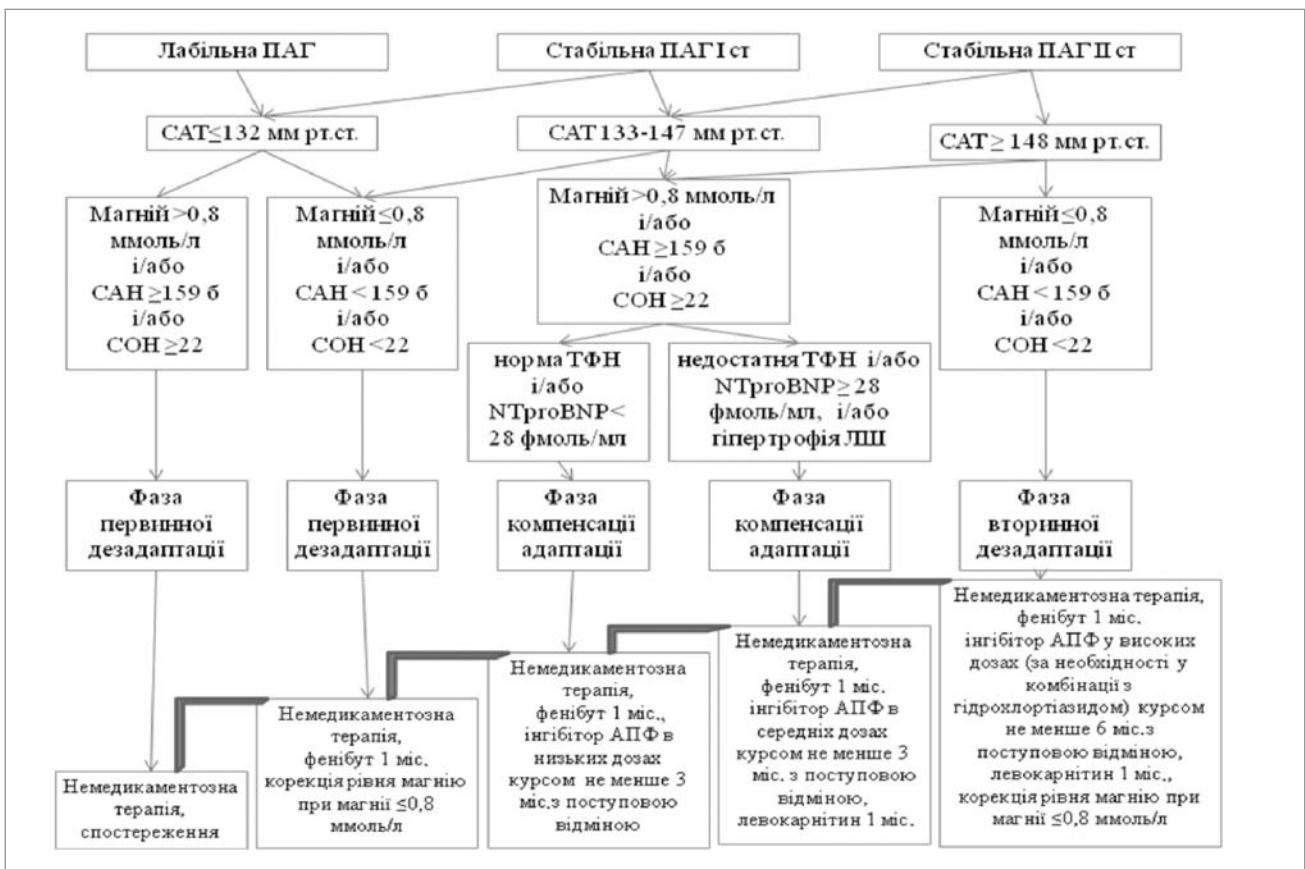 Лабільна ПАГ
Стабільна ПАГ І ст
Стабільна ПАГ ІІ ст
САТ≤132 мм рт.ст.
САТ 133-147 мм рт.ст.
САТ ≥ 148 мм рт.ст.
Магній >0,8
ммоль/л
і/або
САН ≥159 б
і/або
СОН ≥22
Магній ≤0,8
ммоль/л
і/або
САН < 159 б
і/або
СОН <22
Магній >0,8 ммоль/л
і/або
САН ≥159 б
і/або
СОН ≥22
Магній ≤0,8
ммоль/л
і/або
САН < 159 б
і/або
СОН <22
норма ТФН
і/або
NTproBNP<
28 фмоль/мл
недостатня ТФН і/або
NTproBNP≥ 28
фмоль/мл, і/або
гіпертрофія ЛШ
Фаза
первинної
дезадаптації
Фаза
первинної
дезадаптації
Фаза
компенсації
адаптації
Фаза
компенсації
адаптації
Фаза
вторинної
дезадаптації
Немедикаментозна
терапія,
спостереження
Немедикаментозна
терапія,
фенібут 1 міс.
корекція рівня магнію
при магнії ≤0,8
ммоль/л
Немедикаментозна
терапія,
фенібут 1 міс.,
інгібітор АПФ в
низьких дозах
курсом не менше 3
міс.з поступовою
відміною
Немедикаментозна
терапія,
фенібут 1 міс.
інгібітор АПФ в
середніх дозах
курсом не менше 3
міс. з поступовою
відміною,
левокарнітин 1 міс.
Немедикаментозна терапія,
фенібут 1 міс.
інгібітор АПФ у високих
дозах (за необхідності у
комбінації з
гідрохлортіазидом) курсом
не менше 6 міс.з
поступовою відміною,
левокарнітин 1 міс.,
корекція рівня магнію при
магнії ≤0,8 ммоль/л